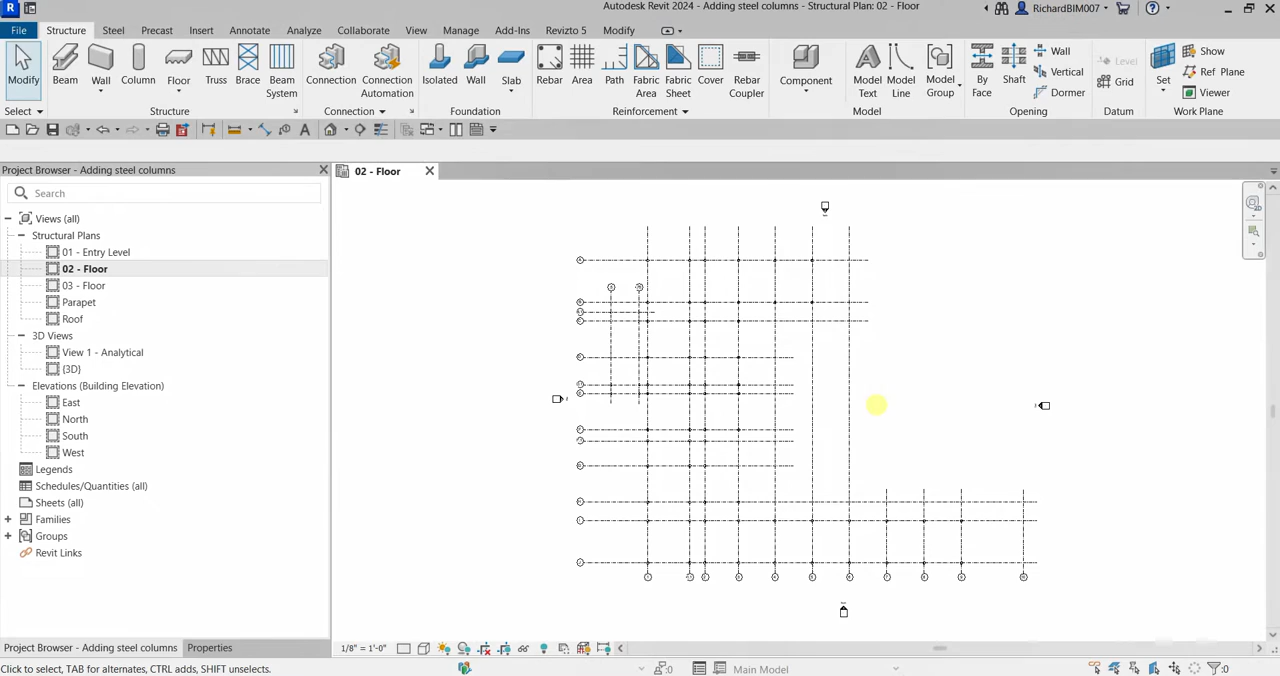 R
Autodesk Revit 2024 - Adding steel columns - Structural Plan: 02 - Floor
RichardBIM007
File
Structure
Steel
Precast
Insert
Annotate
Architecture
Collaborate
View
Manage
Add-Ins
Revizto 5
Modify
Modify
Beam
Wall
Column
Floor
Truss
Brace
Beam
System
Connection
Connection
Automation
Isolated
Wall
Slab
Rebar
Area
Path
Fabric
Area
Fabric
Sheet
Cover
Rebar
Coupler
Component
Model
Text
Model
Line
Model
Group
By
Face
Shaft
Wall
Vertical
Dormer
Level
Grid
Set
Show
Ref Plane
Viewer
Select
Structure
Connection
Foundation
Reinforcement
Model
Opening
Datum
Work Plane
Project Browser - Adding steel columns
02 - Floor
Search
Views (all)
Structural Plans
01 - Entry Level
02 - Floor
03 - Floor
Parapet
Roof
3D Views
View 1 - Analytical
{3D}
Elevations (Building Elevation)
East
North
South
West
Legends
Schedules/Quantities (all)
Sheets (all)
Families
Groups
Revit Links
Project Browser - Adding steel columns
Properties
1/8" = 1'-0"
Click to select, TAB for alternates, CTRL adds, SHIFT unselects.
:0
Main Model
:0